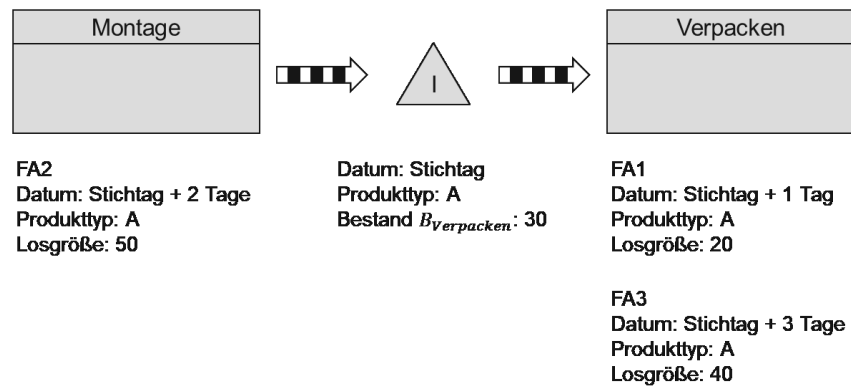 Montage
I
Verpacken
FA2
Datum: Stichtag + 2 Tage
Produkttyp: A
Losgröße: 50
Datum: Stichtag
Produkttyp: A
Bestand B_Verpacken: 30
FA1
Datum: Stichtag + 1 Tag
Produkttyp: A
Losgröße: 20
FA3
Datum: Stichtag + 3 Tage
Produkttyp: A
Losgröße: 40